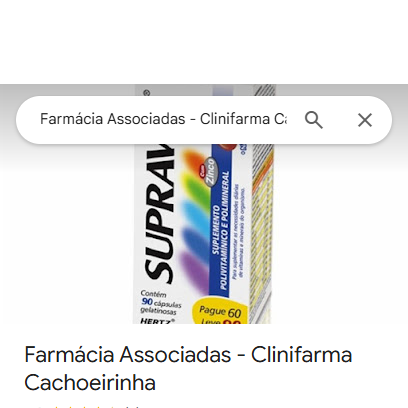 Farmácia Associadas - Clinifarma Ca
SUPRAV
Com
Zinco
SUPLEMENTO
POLIVITAMÍNICO E POLIMINERAL
Para suplementar as necessidades diárias
de vitaminas e minerais do organismo.
Contém
90 cápsulas
gelatinosas
HERTZ
Pague 60
Leve 90
Farmácia Associadas - Clinifarma
Cachoeirinha